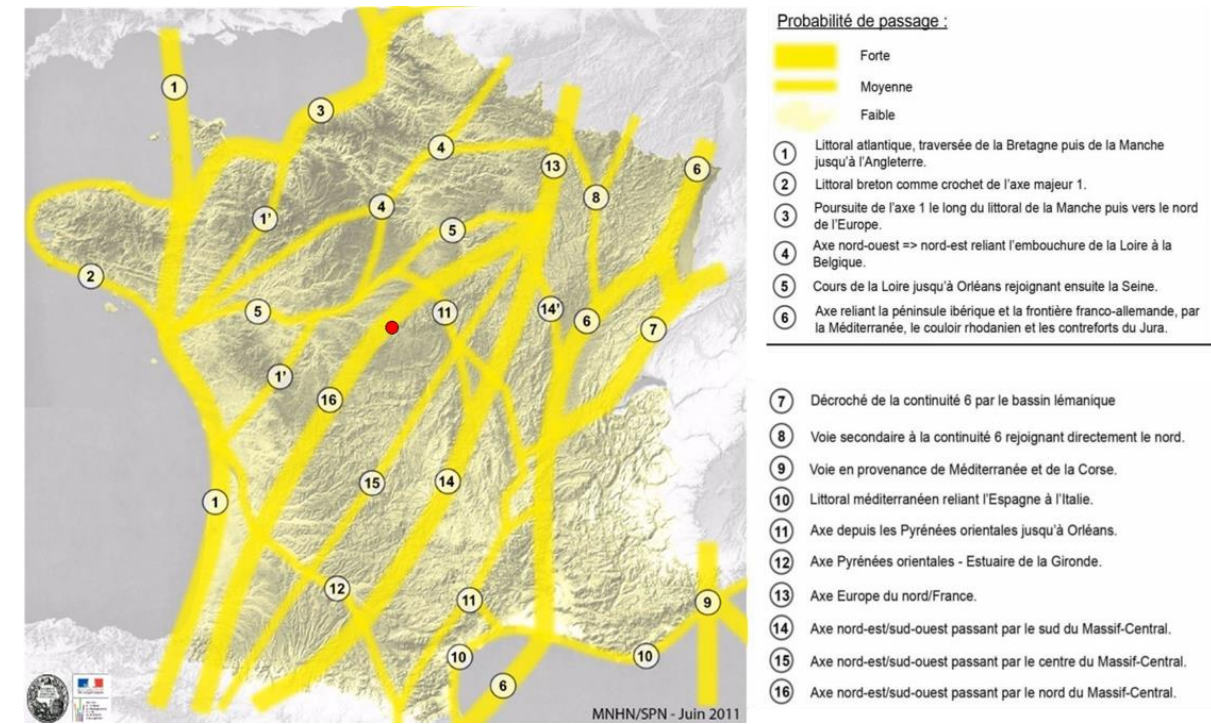 1
3
4
13
6
8
1'
4
5
2
5
11
14'
6
7
1'
16
15
14
1
12
11
9
10
10
6
MNHN/SPN - Juin 2011
Probabilité de passage :
Forte
Moyenne
Faible
1 Littoral atlantique, traversée de la Bretagne puis de la Manche
jusqu'à l'Angleterre.
2 Littoral breton comme crochet de l'axe majeur 1.
3 Poursuite de l'axe 1 le long du littoral de la Manche puis vers le nord
de l'Europe.
4 Axe nord-ouest => nord-est reliant l'embouchure de la Loire à la
Belgique.
5 Cours de la Loire jusqu'à Orléans rejoignant ensuite la Seine.
6 Axe reliant la péninsule ibérique et la frontière franco-allemande, par
la Méditerranée, le couloir rhodanien et les contreforts du Jura.
7 Décroché de la continuité 6 par le bassin lémanique
8 Voie secondaire à la continuité 6 rejoignant directement le nord.
9 Voie en provenance de Méditerranée et de la Corse.
10 Littoral méditerranéen reliant l'Espagne à l'Italie.
11 Axe depuis les Pyrénées orientales jusqu'à Orléans.
12 Axe Pyrénées orientales - Estuaire de la Gironde.
13 Axe Europe du nord/France.
14 Axe nord-est/sud-ouest passant par le sud du Massif-Central.
15 Axe nord-est/sud-ouest passant par le centre du Massif-Central.
16 Axe nord-est/sud-ouest passant par le nord du Massif-Central.